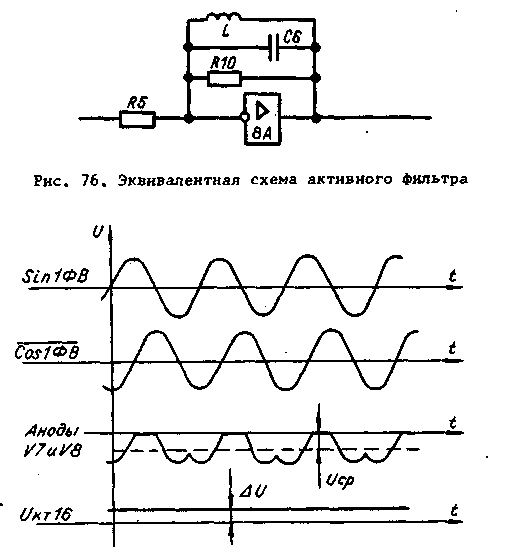 L
C6
R10
R5
8A
Рис. 76. Эквивалентная схема активного фильтра
U
Sin1ФВ
t
Cos1ФВ
t
Аноды
V7иV8
t
Uср
ΔU
Uкт16
t